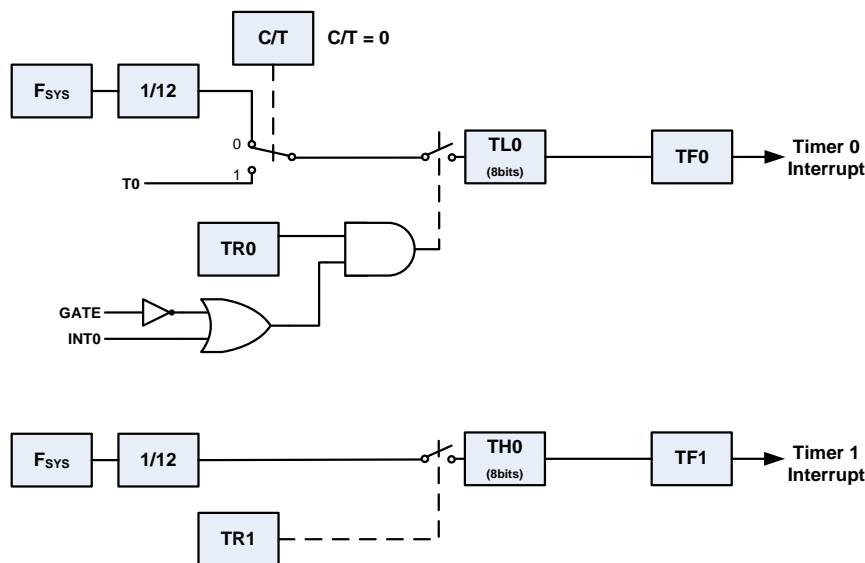 C/T
C/T = 0
FSYS
1/12
0
1
T0
TL0
(8bits)
TF0
Timer 0
Interrupt
TR0
GATE
INT0
FSYS
1/12
TH0
(8bits)
TF1
Timer 1
Interrupt
TR1